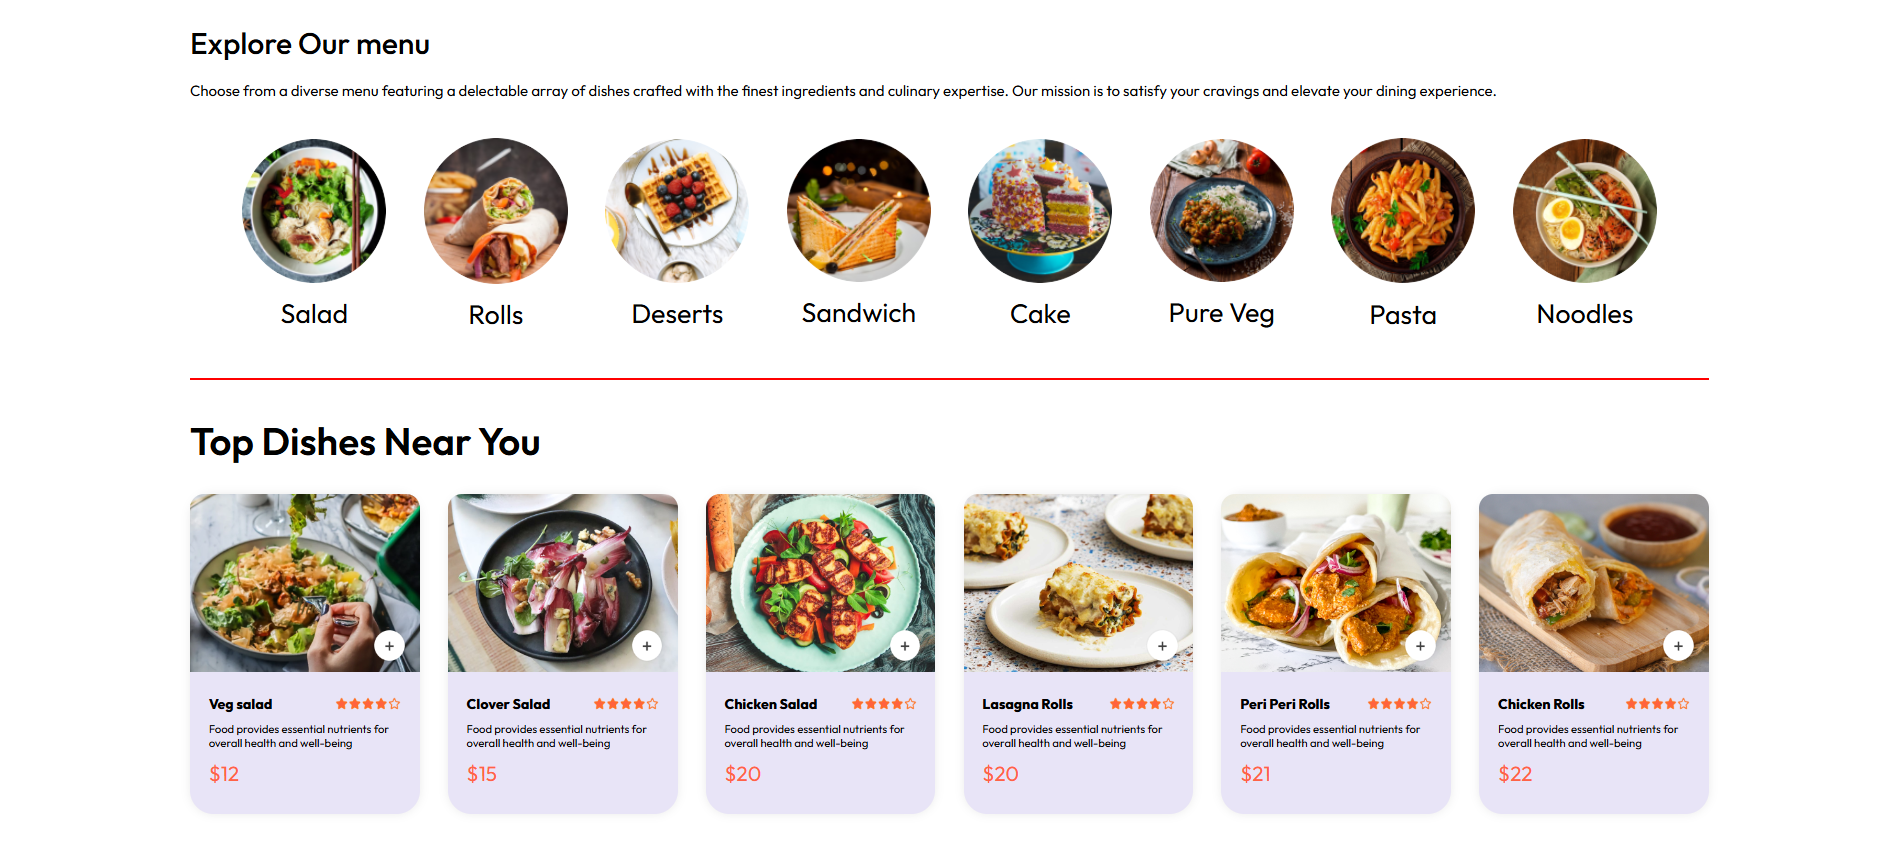 Explore Our menu
Choose from a diverse menu featuring a delectable array of dishes crafted with the finest ingredients and culinary expertise. Our mission is to satisfy your cravings and elevate your dining experience.
Salad
Rolls
Deserts
Sandwich
Cake
Pure Veg
Pasta
Noodles
Top Dishes Near You
Veg salad
Food provides essential nutrients for
overall health and well-being
$12
Clover Salad
Food provides essential nutrients for
overall health and well-being
$15
Chicken Salad
Food provides essential nutrients for
overall health and well-being
$20
Lasagna Rolls
Food provides essential nutrients for
overall health and well-being
$20
Peri Peri Rolls
Food provides essential nutrients for
overall health and well-being
$21
Chicken Rolls
Food provides essential nutrients for
overall health and well-being
$22